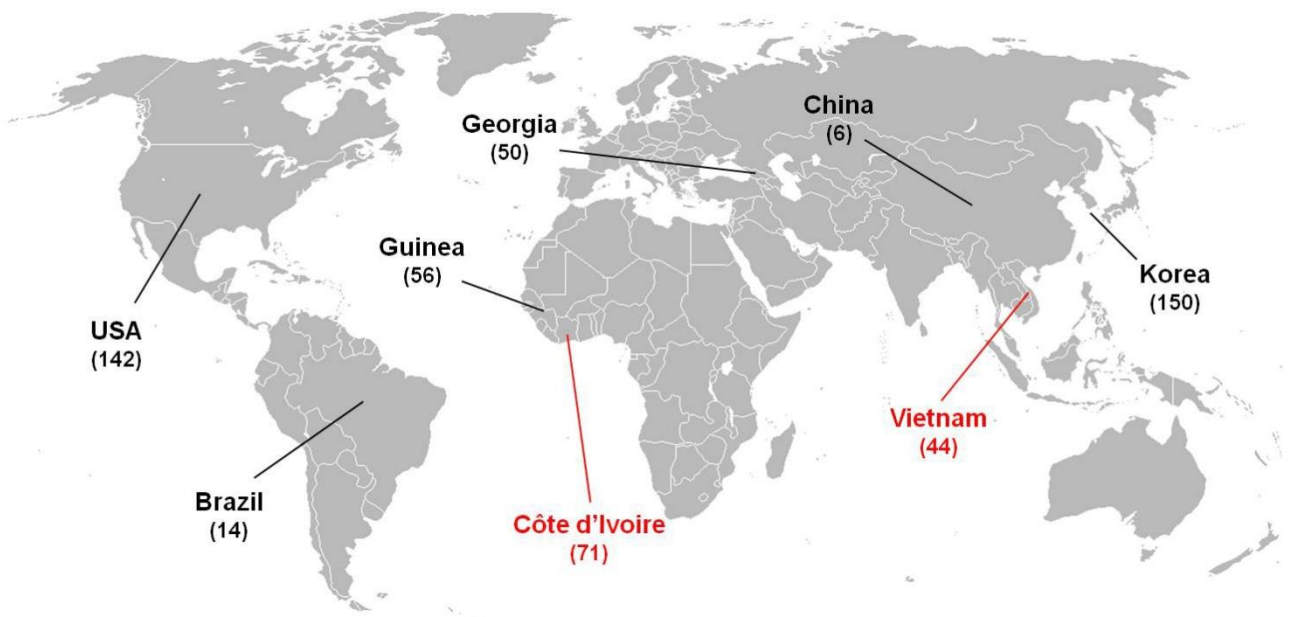 China
(6)
Georgia
(50)
Guinea
(56)
Korea
(150)
USA
(142)
Vietnam
(44)
Brazil
(14)
Côte d’Ivoire
(71)